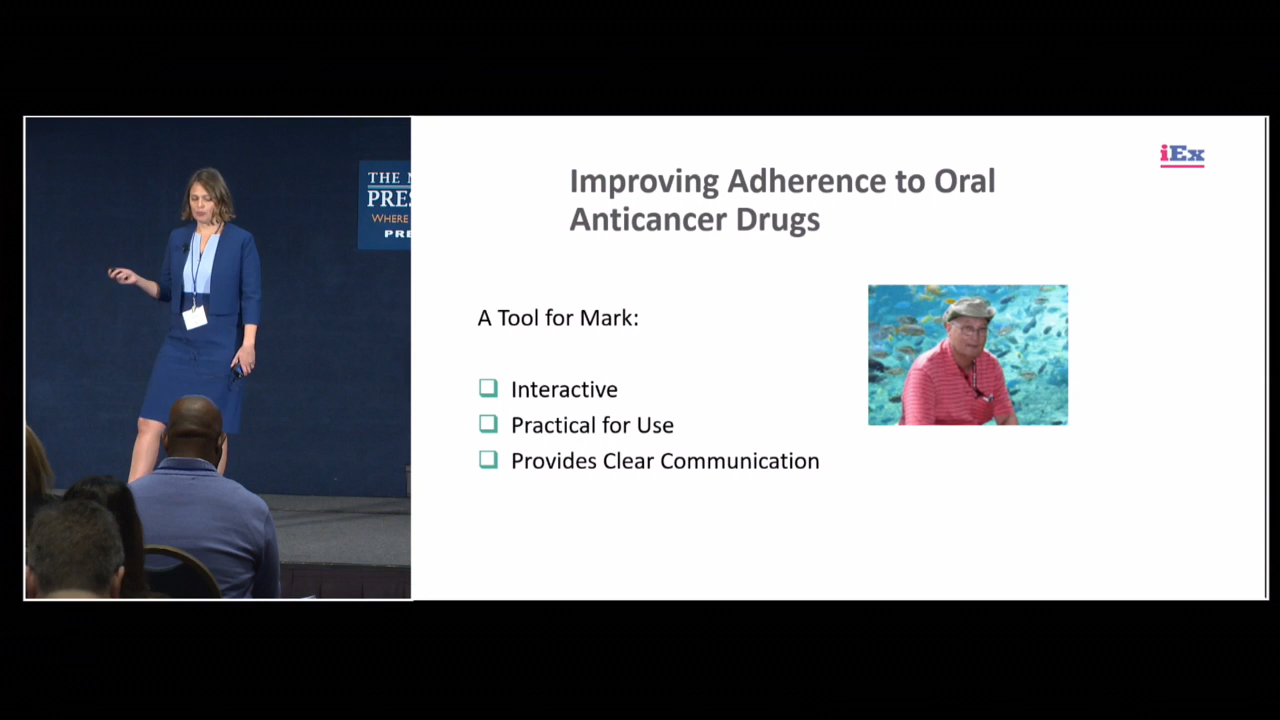 THE
PRES
WHERE
PRE
iEx
Improving Adherence to Oral
Anticancer Drugs
A Tool for Mark:
Interactive
Practical for Use
Provides Clear Communication